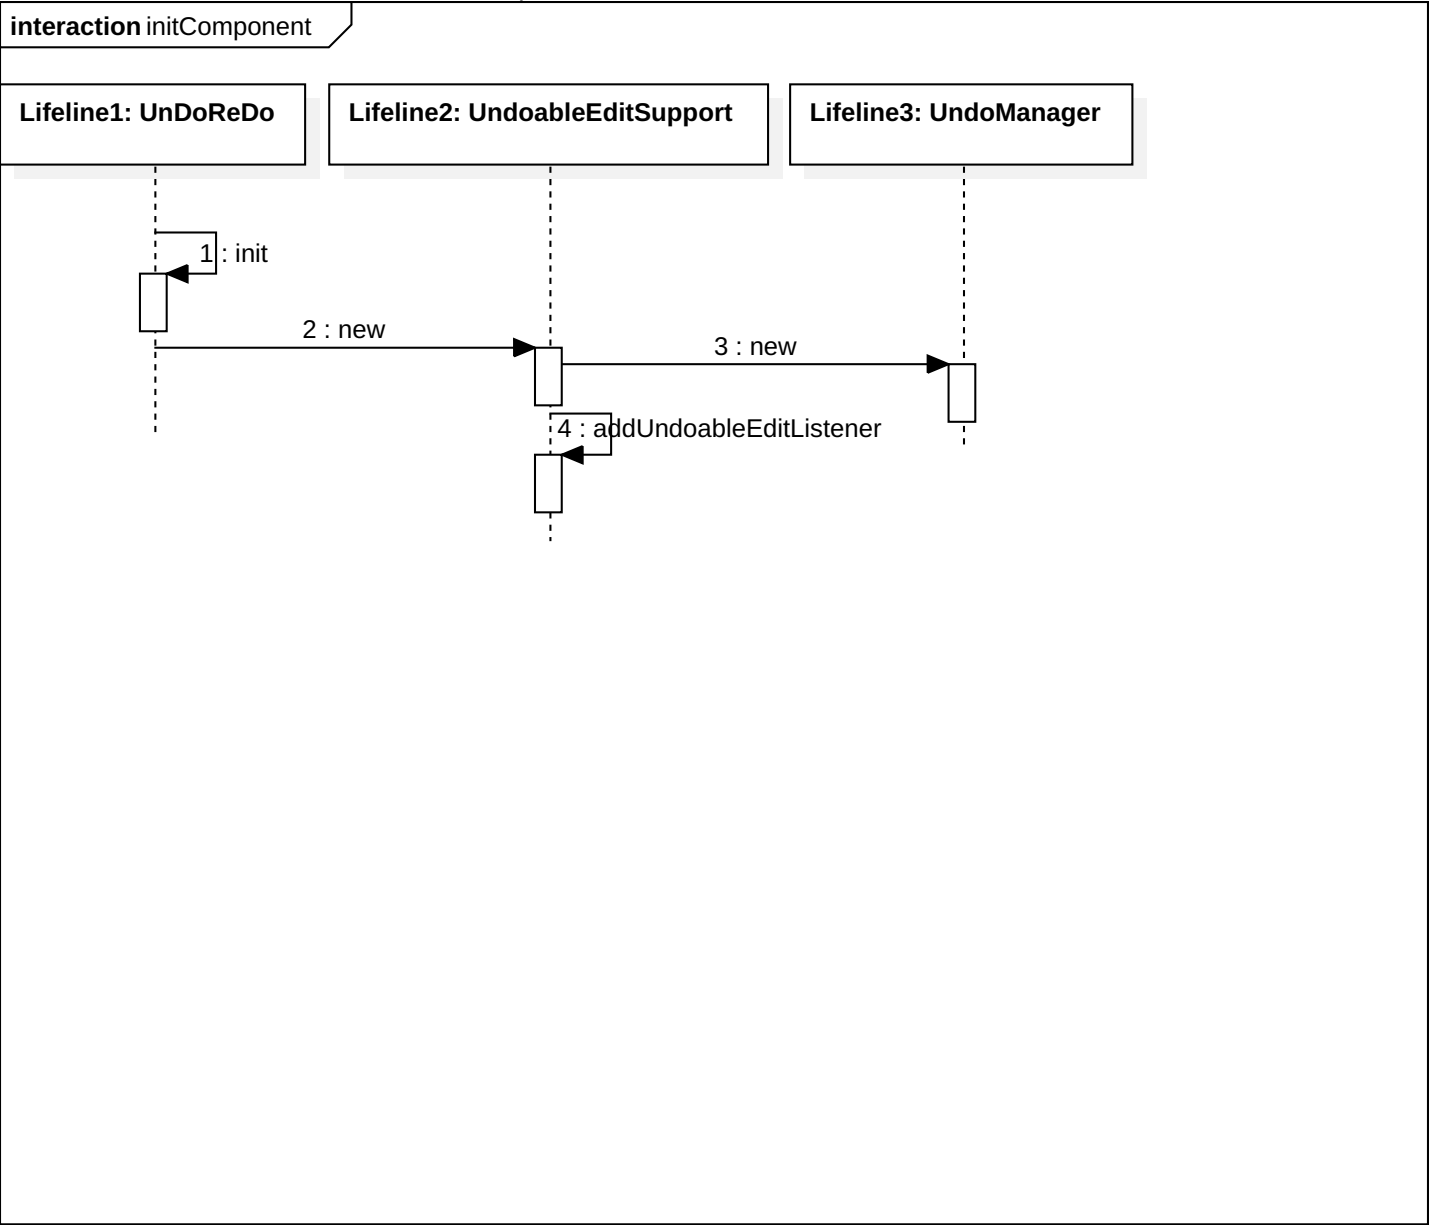 interaction initComponent
Lifeline1: UnDoReDo
Lifeline2: UndoableEditSupport
Lifeline3: UndoManager
1 : init
2 : new
3 : new
4 : addUndoableEditListener